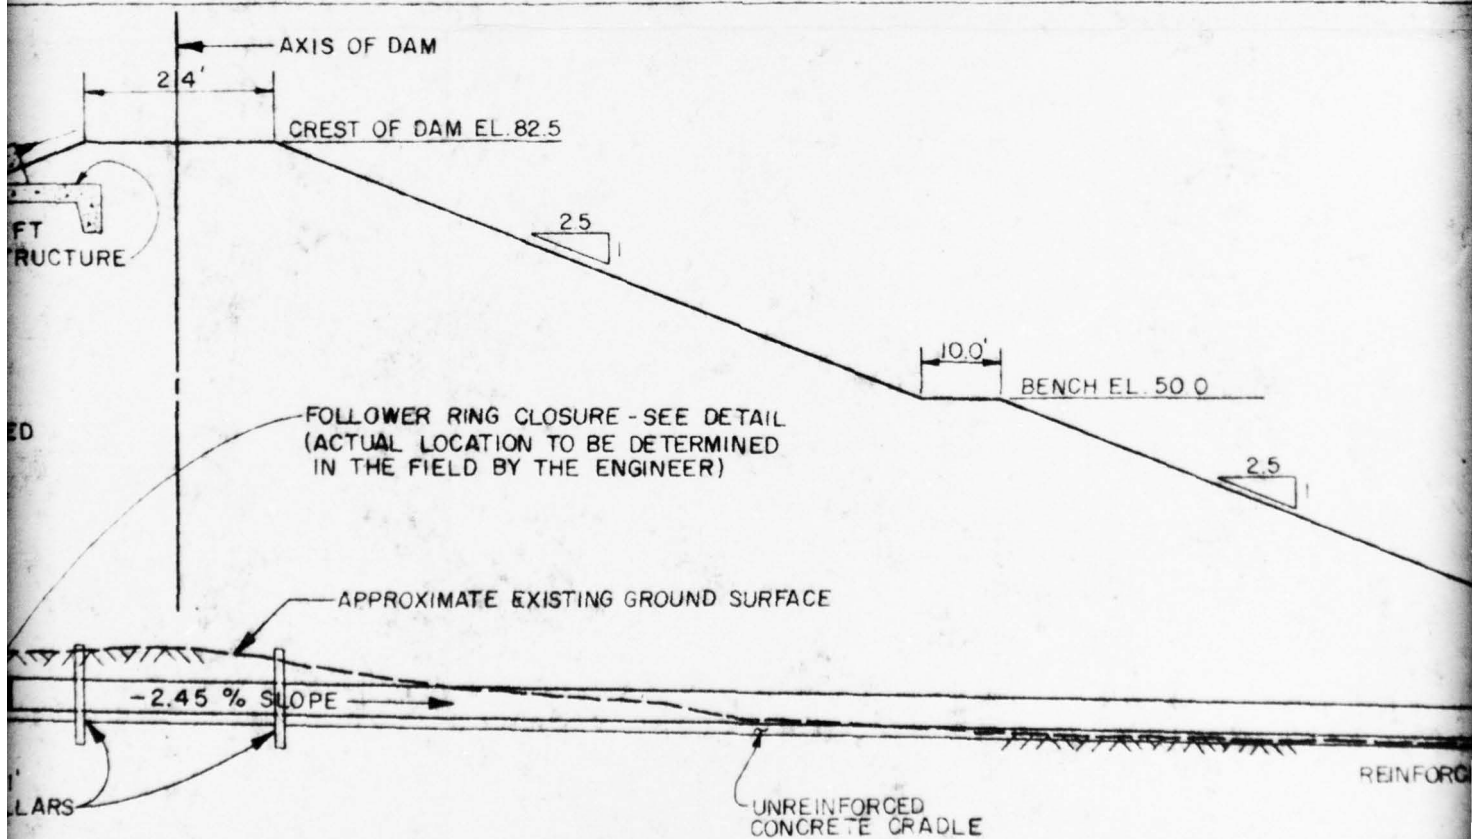 AXIS OF DAM
24'
CREST OF DAM EL. 82.5
2.5
1
FT
RUCTURE
10.0'
BENCH EL. 50 0
ED
FOLLOWER RING CLOSURE - SEE DETAIL
(ACTUAL LOCATION TO BE DETERMINED
IN THE FIELD BY THE ENGINEER)
2.5
1
APPROXIMATE EXISTING GROUND SURFACE
-2.45 % SLOPE
REINFORC
1'
LLARS
UNREINFORCED
CONCRETE CRADLE